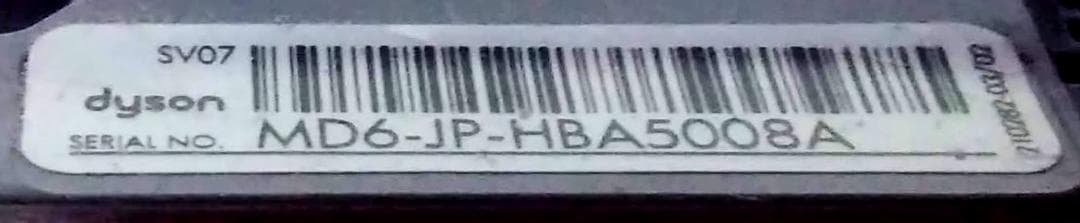 SV07
dyson
SERIAL NO. MD6-JP-HBA5008A